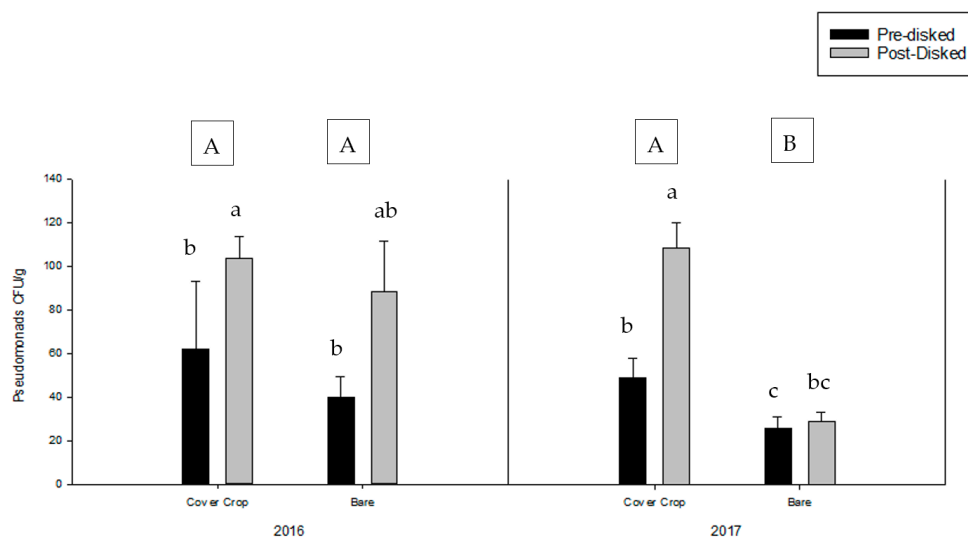 Pre-disked
Post-Disked
A A A B
a
ab
a
b
b
b
c
bc
Pseudomonads CFU/g
140
120
100
80
60
40
20
0
Cover Crop Bare Cover Crop Bare
2016 2017